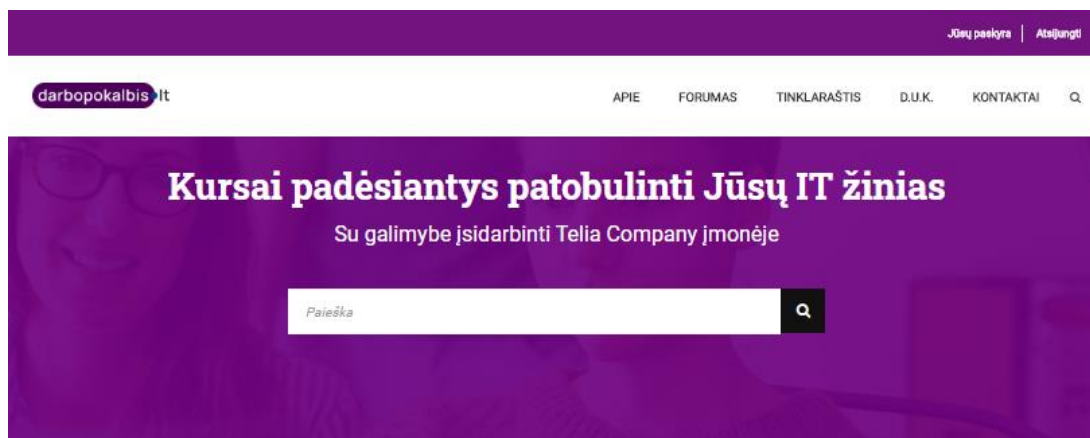 Jūsų paskyra | Atsijungti
darbopokalbis.lt
APIE FORUMAS TINKLARAŠTIS D.U.K. KONTAKTAI
Kursai padėsiantys patobulinti Jūsų IT žinias
Su galimybe įsidarbinti Telia Company įmonėje
Paieška